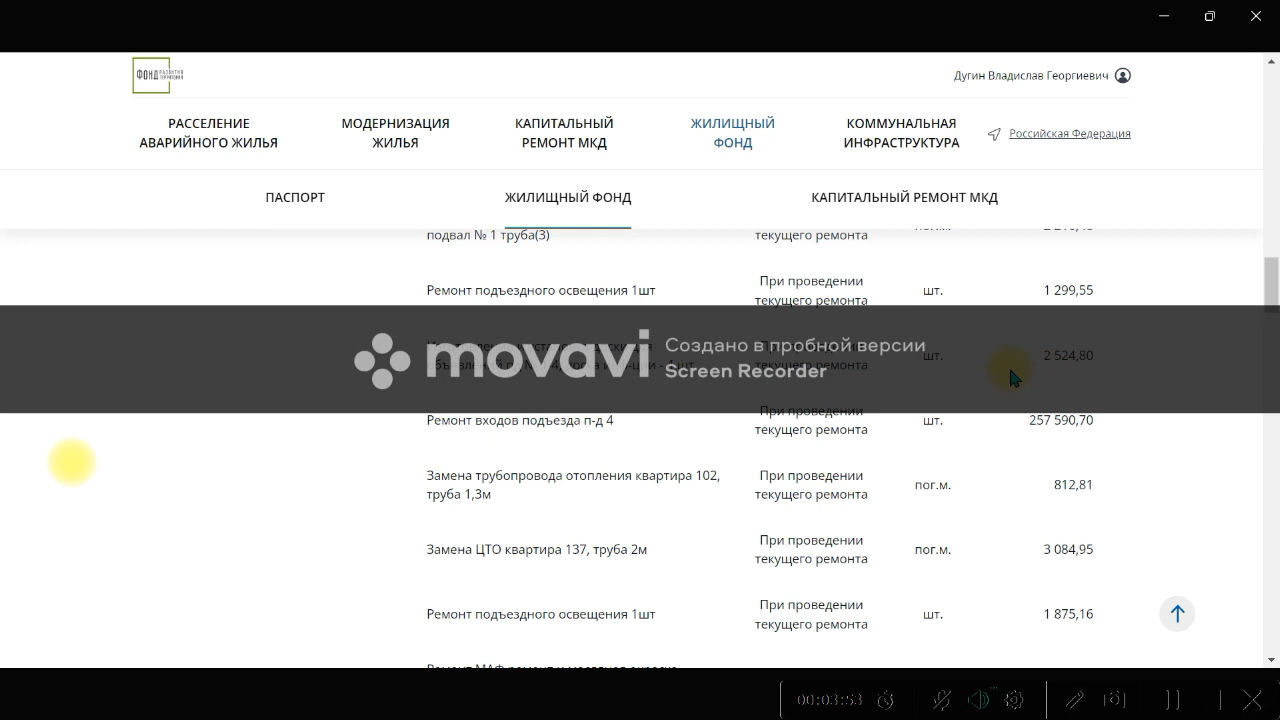 ФОНД РАЗВИТИЯ ТЕРРИТОРИЙ
Дугин Владислав Георгиевич
РАССЕЛЕНИЕ АВАРИЙНОГО ЖИЛЬЯ
МОДЕРНИЗАЦИЯ ЖИЛЬЯ
КАПИТАЛЬНЫЙ РЕМОНТ МКД
ЖИЛИЩНЫЙ ФОНД
КОММУНАЛЬНАЯ ИНФРАСТРУКТУРА
Российская Федерация
ПАСПОРТ
ЖИЛИЩНЫЙ ФОНД
КАПИТАЛЬНЫЙ РЕМОНТ МКД
подвал № 1 труба(3)
текущего ремонта
Ремонт подъездного освещения 1шт
При проведении
текущего ремонта
шт.
1 299,55
movavi
Создано в пробной версии
Screen Recorder
шт.
2 524,80
Ремонт входов подъезда п-д 4
При проведении
текущего ремонта
шт.
257 590,70
Замена трубопровода отопления квартира 102,
труба 1,3м
При проведении
текущего ремонта
пог.м.
812,81
Замена ЦТО квартира 137, труба 2м
При проведении
текущего ремонта
пог.м.
3 084,95
Ремонт подъездного освещения 1шт
При проведении
текущего ремонта
шт.
1 875,16
00:03:53